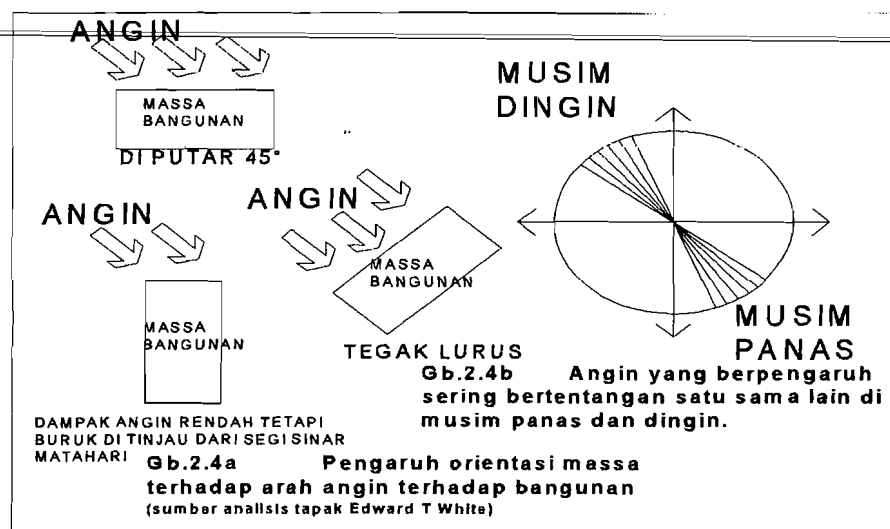 ANGIN
MASSA
BANGUNAN
DI PUTAR 45°
ANGIN
MASSA
BANGUNAN
DAMPAK ANGIN RENDAH TETAPI
BURUK DI TINJAU DARI SEGI SINAR
MATAHARI
ANGIN
MASSA
BANGUNAN
TEGAK LURUS
MUSIM
DINGIN
MUSIM
PANAS
Gb.2.4b Angin yang berpengaruh
sering bertentangan satu sama lain di
musim panas dan dingin.
Gb.2.4a Pengaruh orientasi massa
terhadap arah angin terhadap bangunan
(sumber analisis tapak Edward T White)